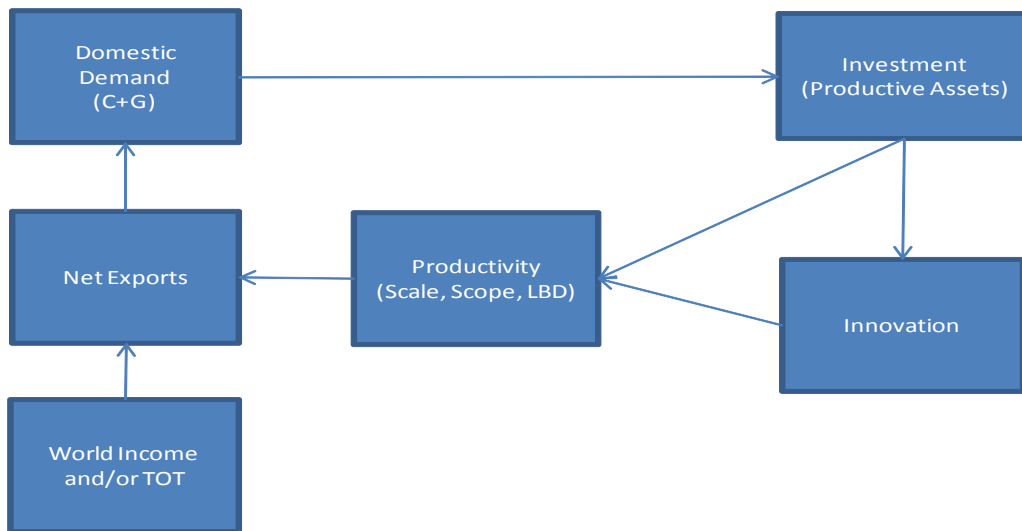 Domestic
Demand
(C+G)
Investment
(Productive Assets)
Net Exports
Productivity
(Scale, Scope, LBD)
Innovation
World Income
and/or TOT